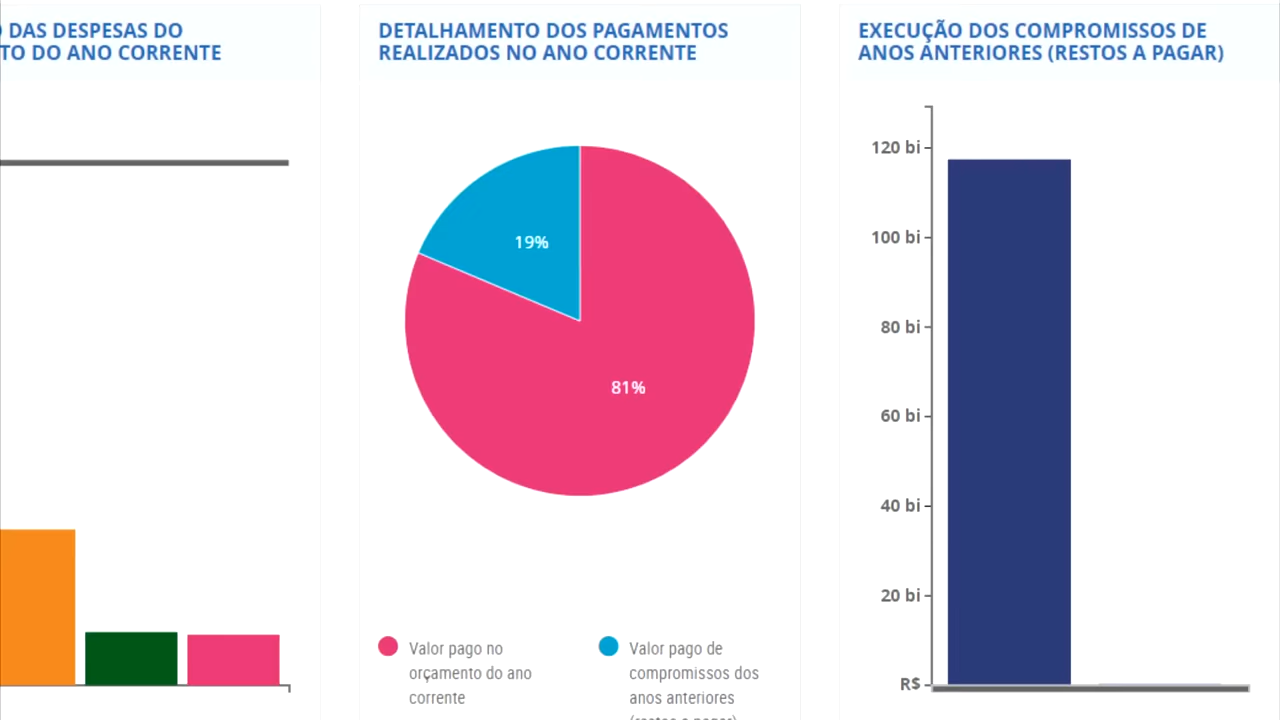 DAS DESPESAS DO
TO DO ANO CORRENTE
DETALHAMENTO DOS PAGAMENTOS
REALIZADOS NO ANO CORRENTE
19%
81%
Valor pago no
orçamento do ano
corrente
Valor pago de
compromissos dos
anos anteriores
(restos a pagar)
EXECUÇÃO DOS COMPROMISSOS DE
ANOS ANTERIORES (RESTOS A PAGAR)
120 bi
100 bi
80 bi
60 bi
40 bi
20 bi
R$